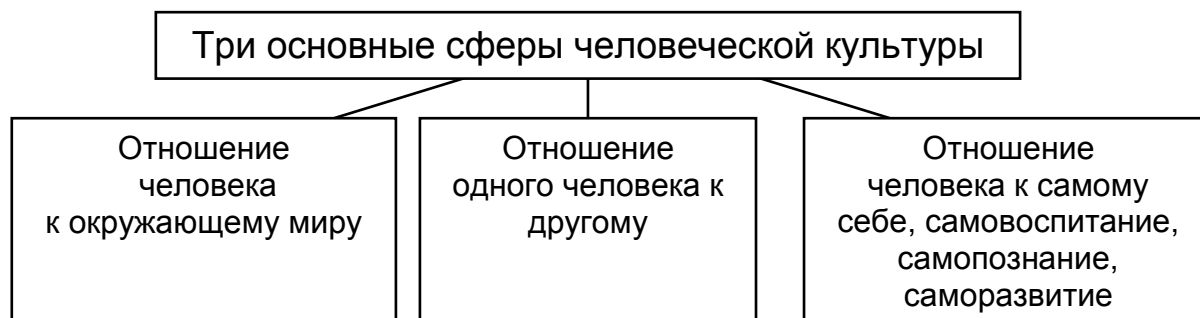 Три основные сферы человеческой культуры
Отношение
человека
к окружающему миру
Отношение
одного человека к
другому
Отношение
человека к самому
себе, самовоспитание,
самопознание,
саморазвитие